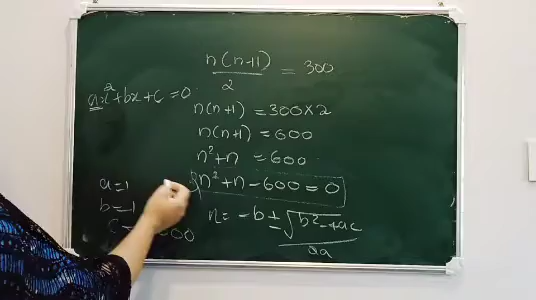 n(n+1)/2 = 300
ax²+bx+c=0
n(n+1) = 300×2
n(n+1) = 600
n²+n = 600
n²+n-600=0
a=1
b=1
n= -b ± √b²-4ac / 2a